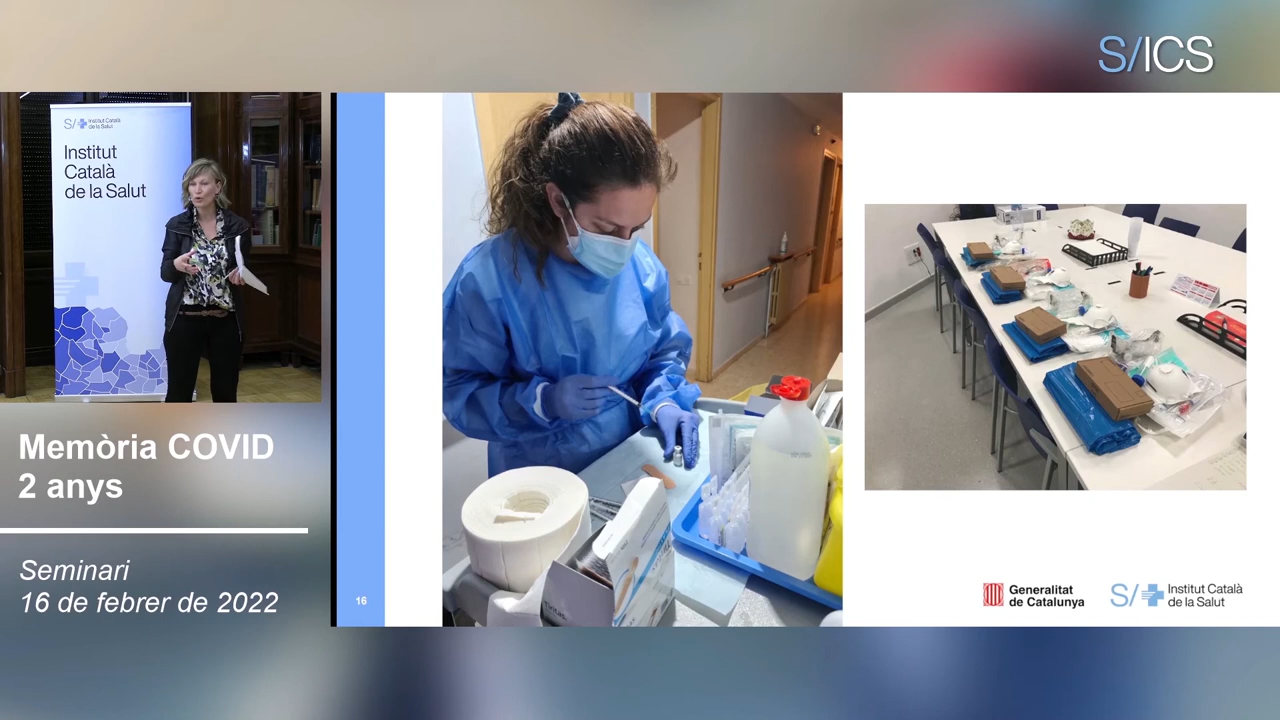 S/ICS
S/ Institut Català
de la Salut
Institut
Català
de la Salut
Memòria COVID
2 anys
Seminari
16 de febrer de 2022
16
Generalitat
de Catalunya
S/ Institut Català
de la Salut